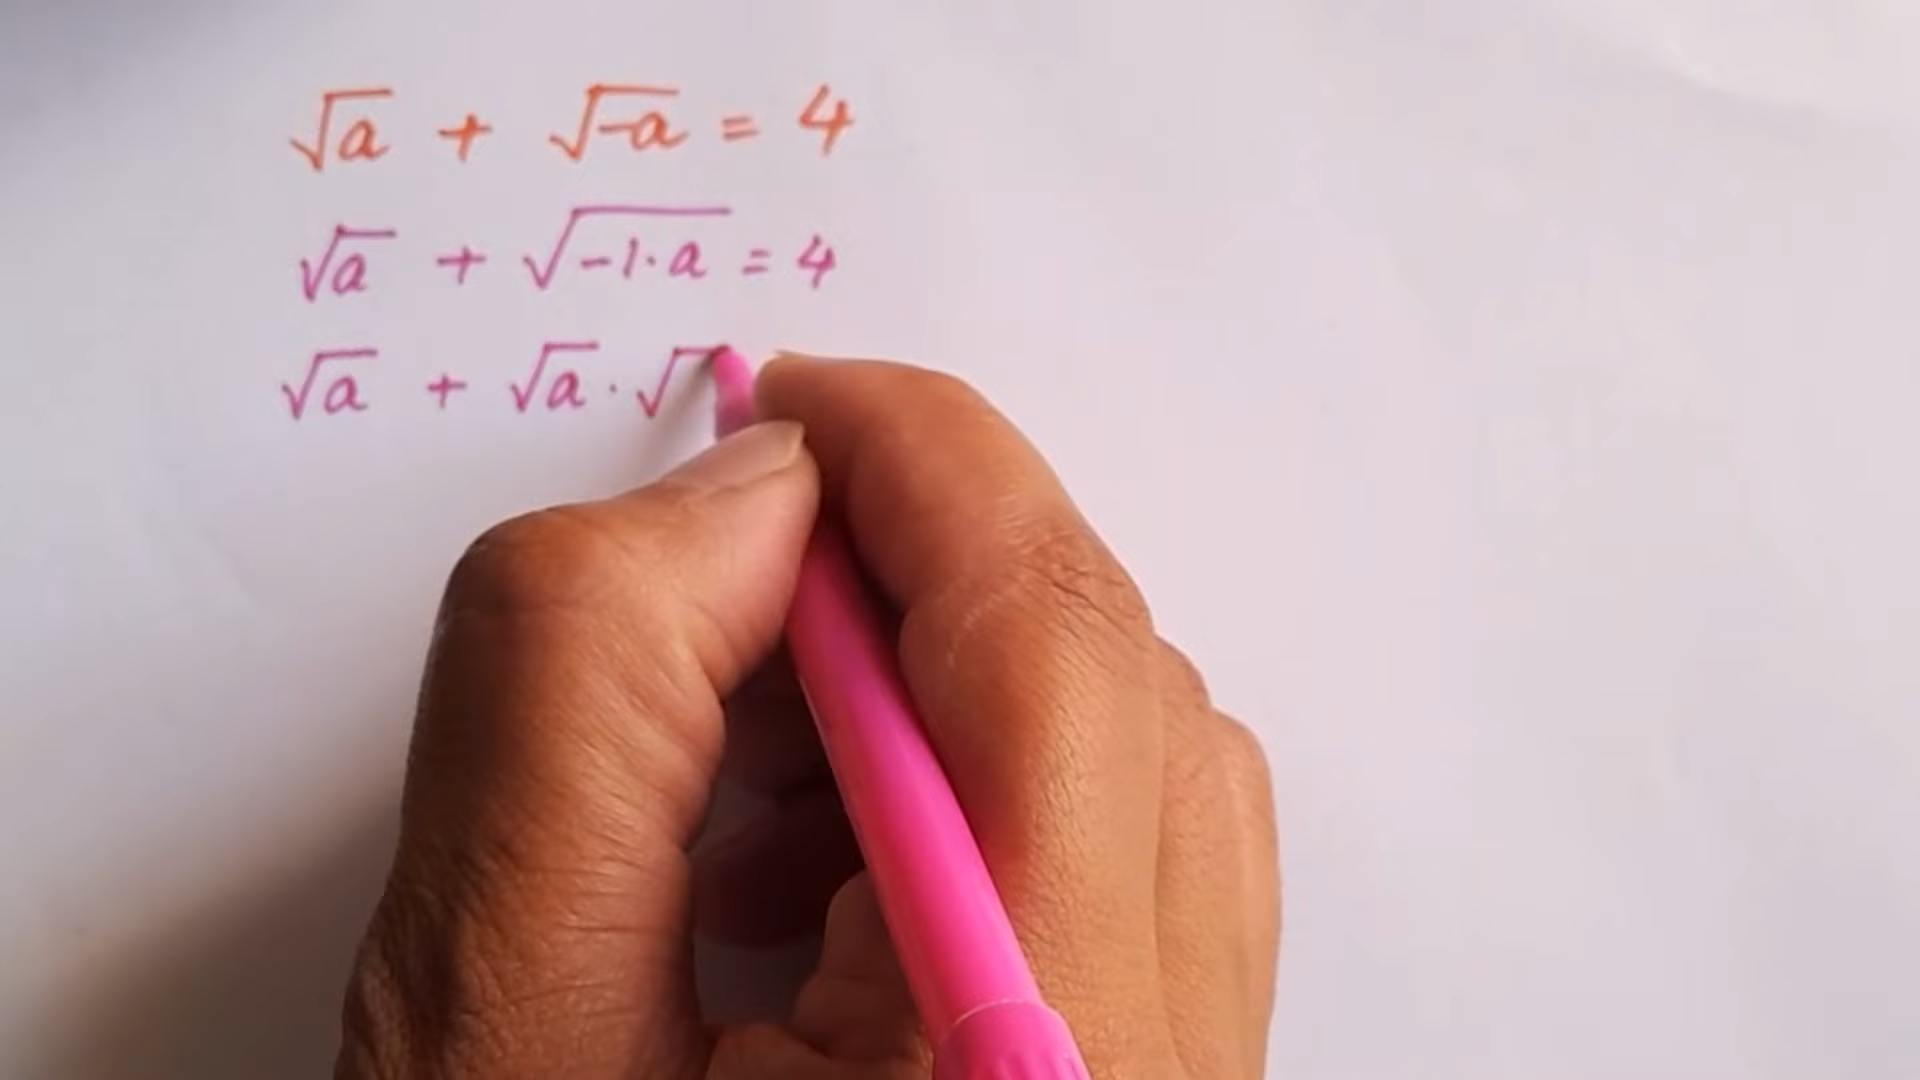 √a + √-a = 4
√a + √-1·a = 4
√a + √a · √